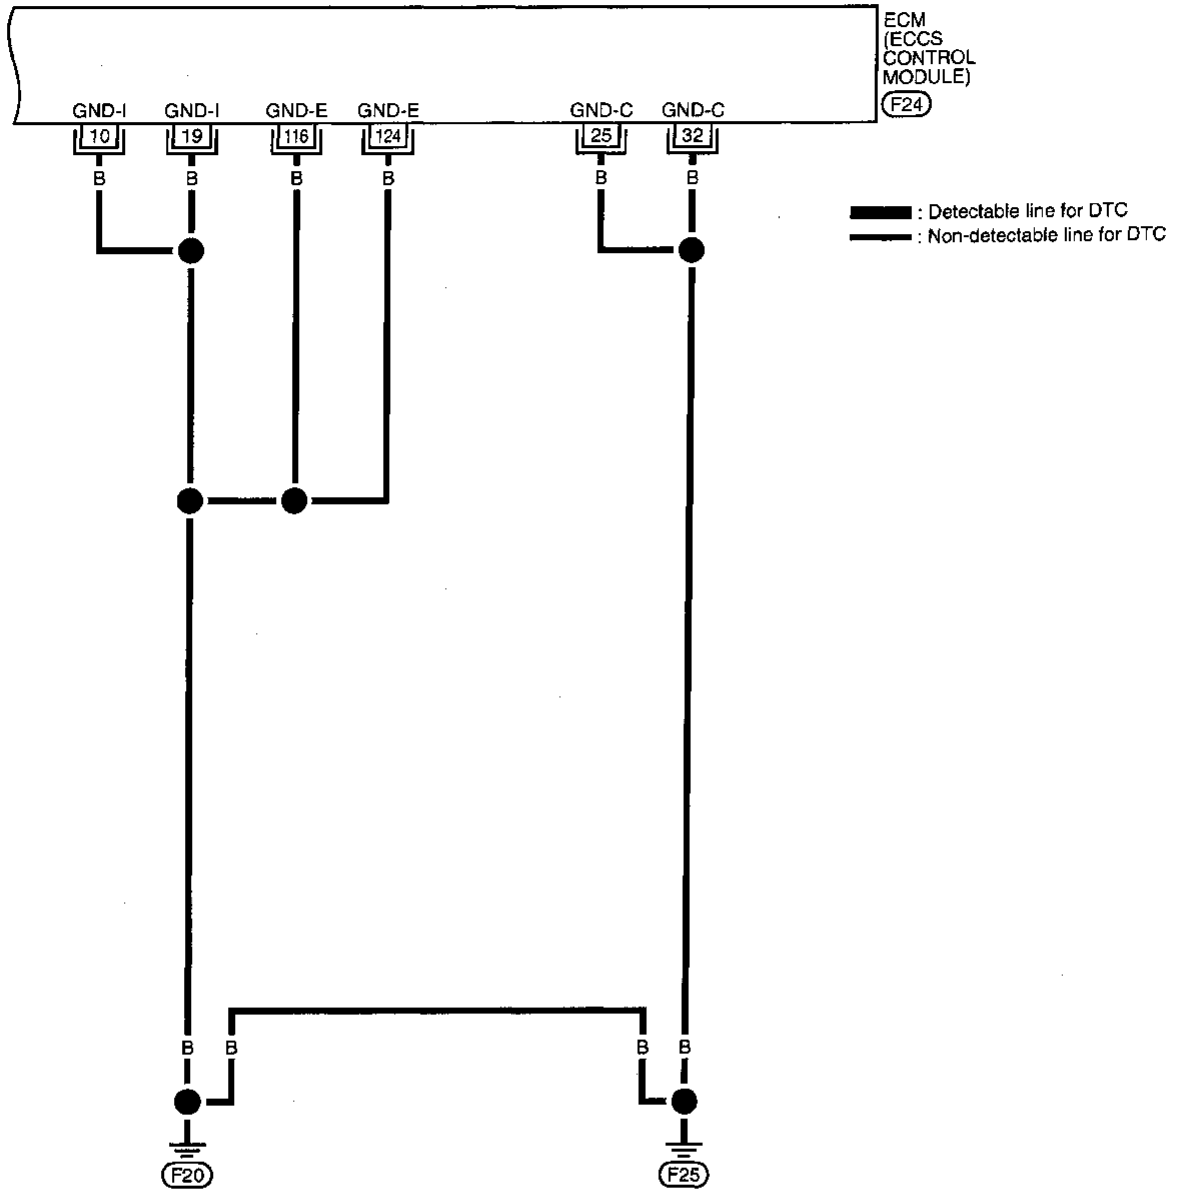 ECM
(ECCS
CONTROL
MODULE)
F24
GND-I GND-I GND-E GND-E GND-C GND-C
10 19 116 124 25 32
B B B B B B
: Detectable line for DTC
: Non-detectable line for DTC
B B B B
F20 F25